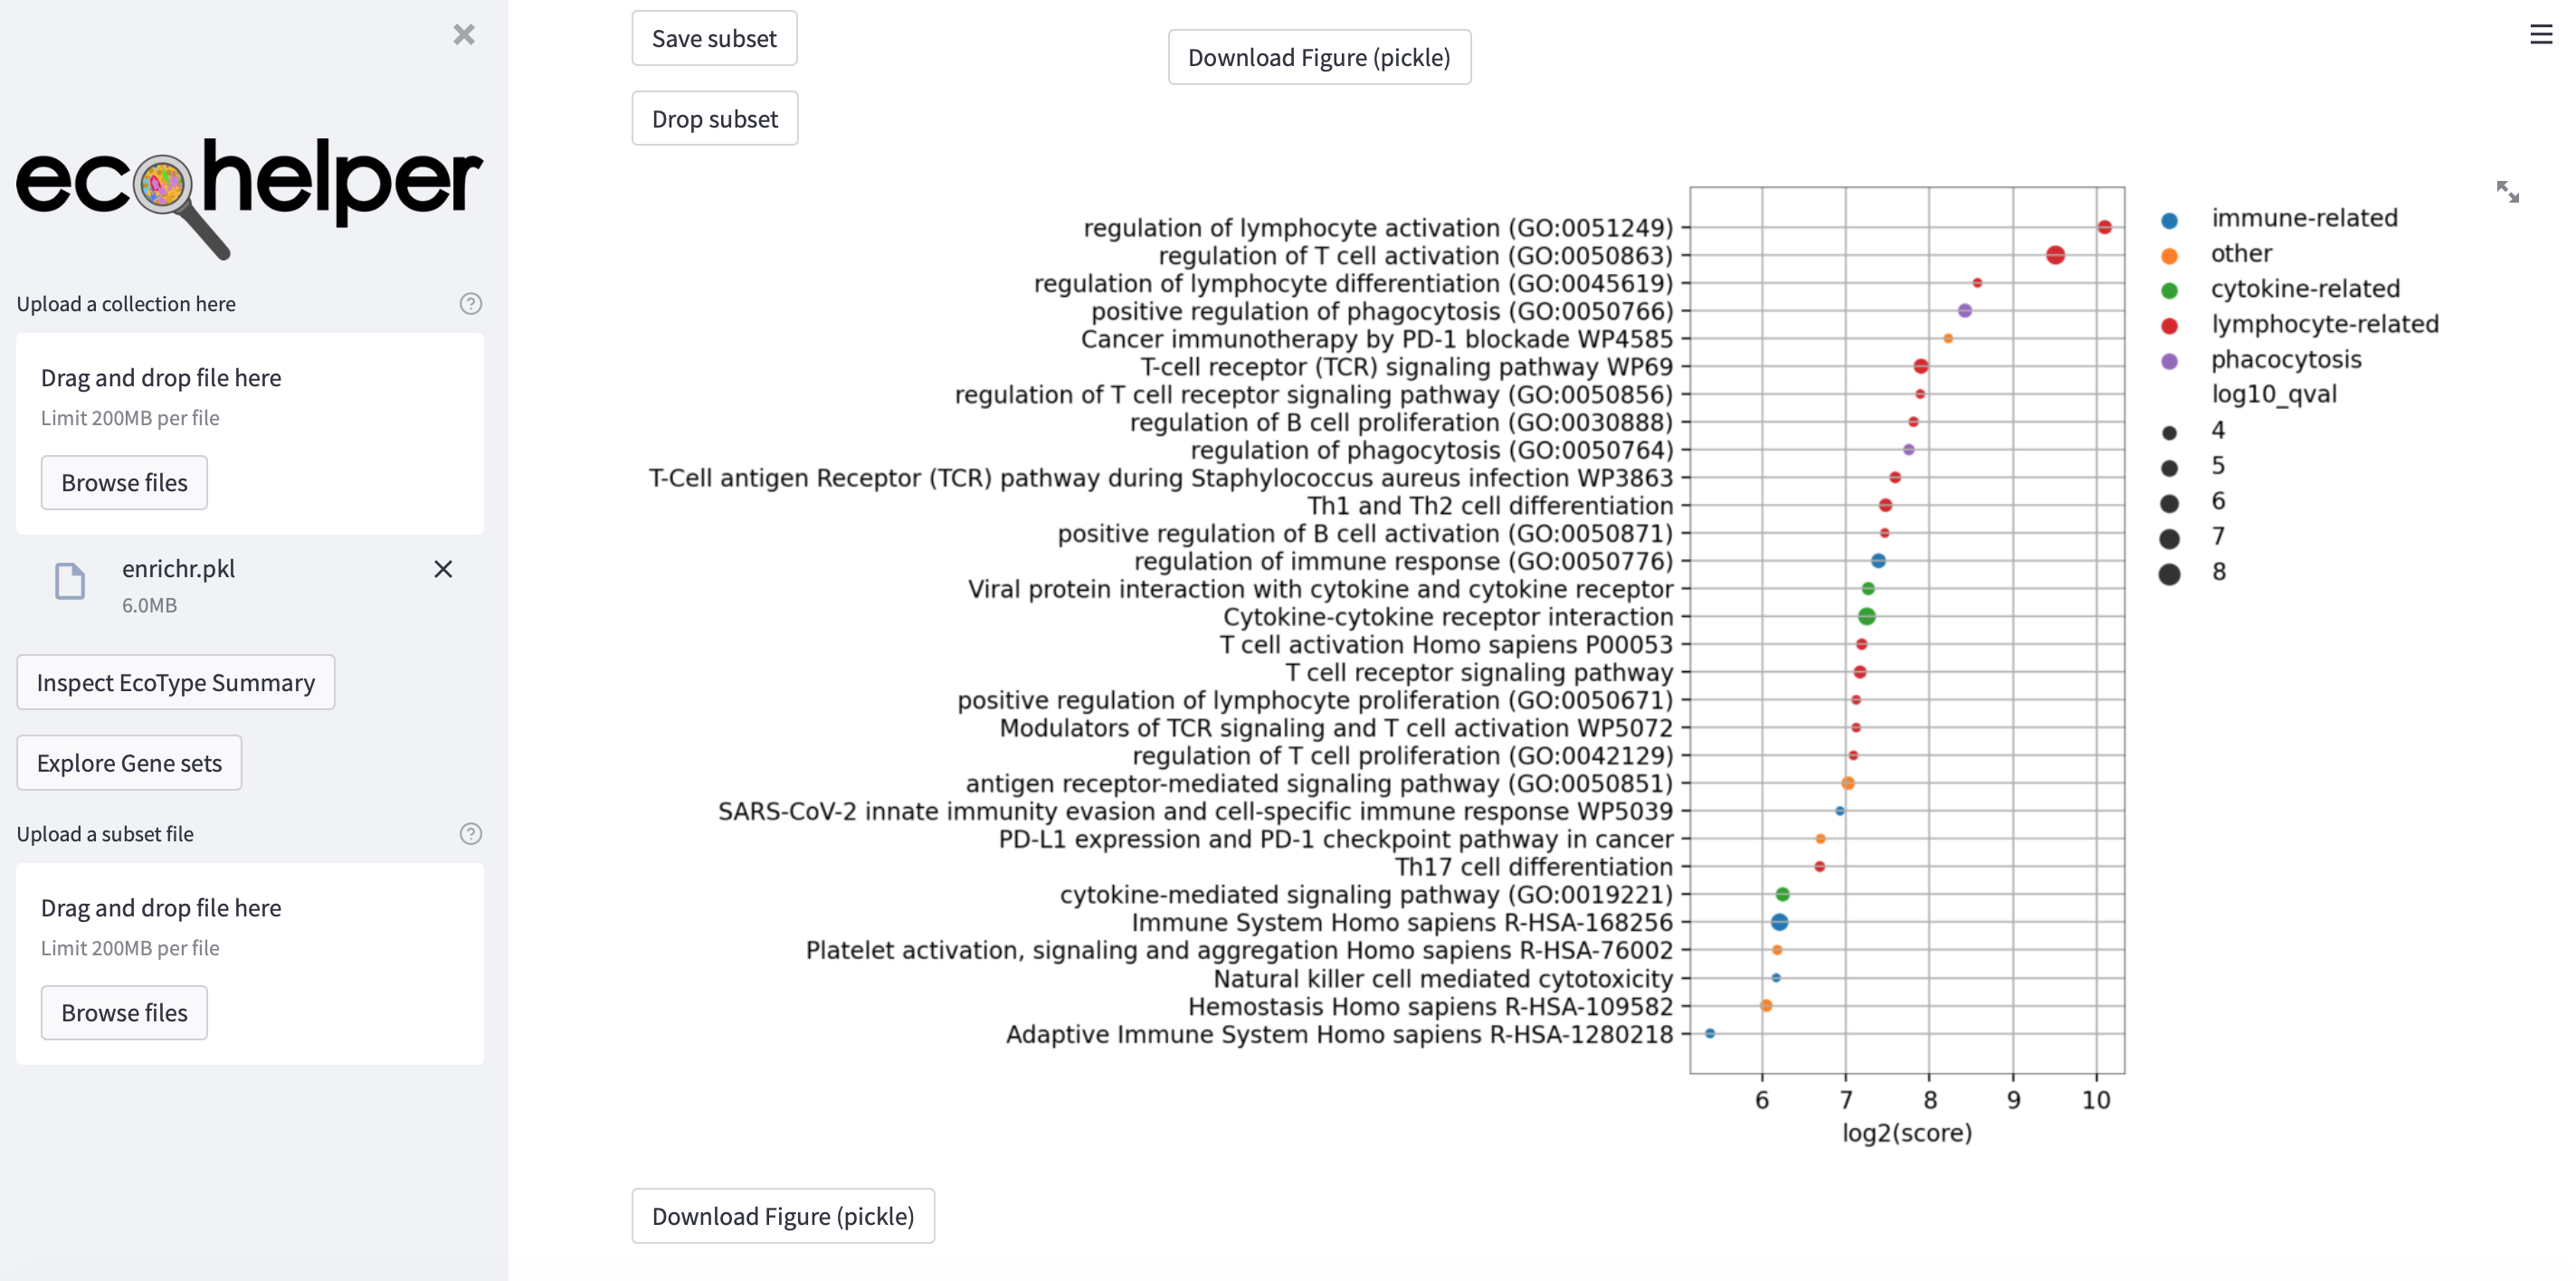 ecohelper
Upload a collection here
Drag and drop file here
Limit 200MB per file
Browse files
enrichr.pkl
6.0MB
Inspect EcoType Summary
Explore Gene sets
Upload a subset file
Drag and drop file here
Limit 200MB per file
Browse files
Save subset
Download Figure (pickle)
Drop subset
regulation of lymphocyte activation (GO:0051249)
regulation of T cell activation (GO:0050863)
regulation of lymphocyte differentiation (GO:0045619)
positive regulation of phagocytosis (GO:0050766)
Cancer immunotherapy by PD-1 blockade WP4585
T-cell receptor (TCR) signaling pathway WP69
regulation of T cell receptor signaling pathway (GO:0050856)
regulation of B cell proliferation (GO:0030888)
regulation of phagocytosis (GO:0050764)
T-Cell antigen Receptor (TCR) pathway during Staphylococcus aureus infection WP3863
Th1 and Th2 cell differentiation
positive regulation of B cell activation (GO:0050871)
regulation of immune response (GO:0050776)
Viral protein interaction with cytokine and cytokine receptor
Cytokine-cytokine receptor interaction
T cell activation Homo sapiens P00053
T cell receptor signaling pathway
positive regulation of lymphocyte proliferation (GO:0050671)
Modulators of TCR signaling and T cell activation WP5072
regulation of T cell proliferation (GO:0042129)
antigen receptor-mediated signaling pathway (GO:0050851)
SARS-CoV-2 innate immunity evasion and cell-specific immune response WP5039
PD-L1 expression and PD-1 checkpoint pathway in cancer
Th17 cell differentiation
cytokine-mediated signaling pathway (GO:0019221)
Immune System Homo sapiens R-HSA-168256
Platelet activation, signaling and aggregation Homo sapiens R-HSA-76002
Natural killer cell mediated cytotoxicity
Hemostasis Homo sapiens R-HSA-109582
Adaptive Immune System Homo sapiens R-HSA-1280218
6 7 8 9 10
log2(score)
immune-related
other
cytokine-related
lymphocyte-related
phacocytosis
log10_qval
4
5
6
7
8
Download Figure (pickle)